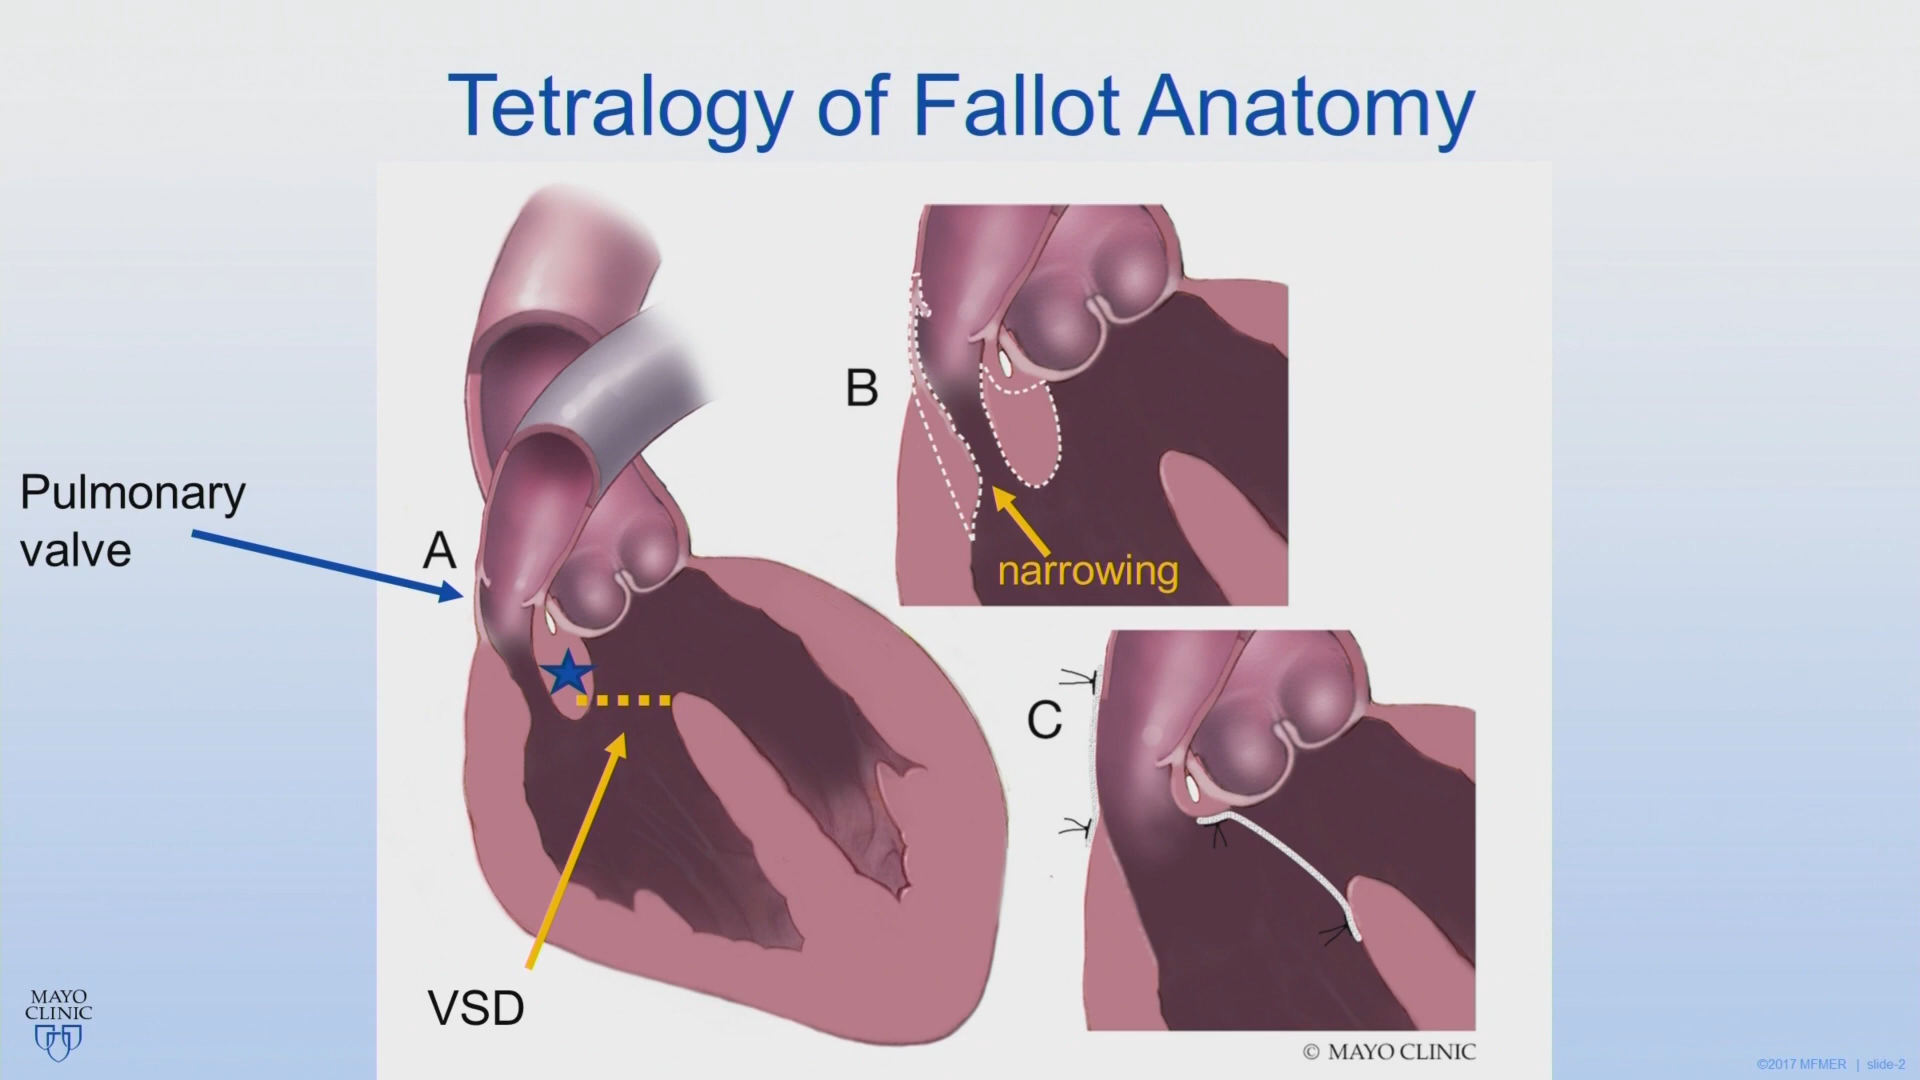 Tetralogy of Fallot Anatomy
Pulmonary
valve
A
B
narrowing
C
VSD
MAYO
CLINIC
© MAYO CLINIC
©2017 MFMER | slide-2